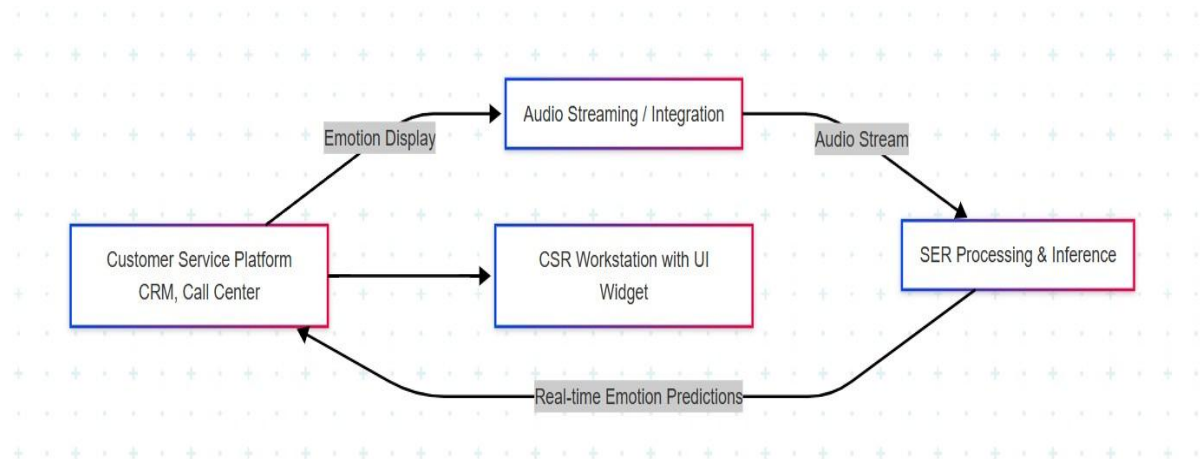 Audio Streaming / Integration
Emotion Display
Audio Stream
Customer Service Platform
CRM, Call Center
CSR Workstation with UI
Widget
SER Processing & Inference
Real-time Emotion Predictions